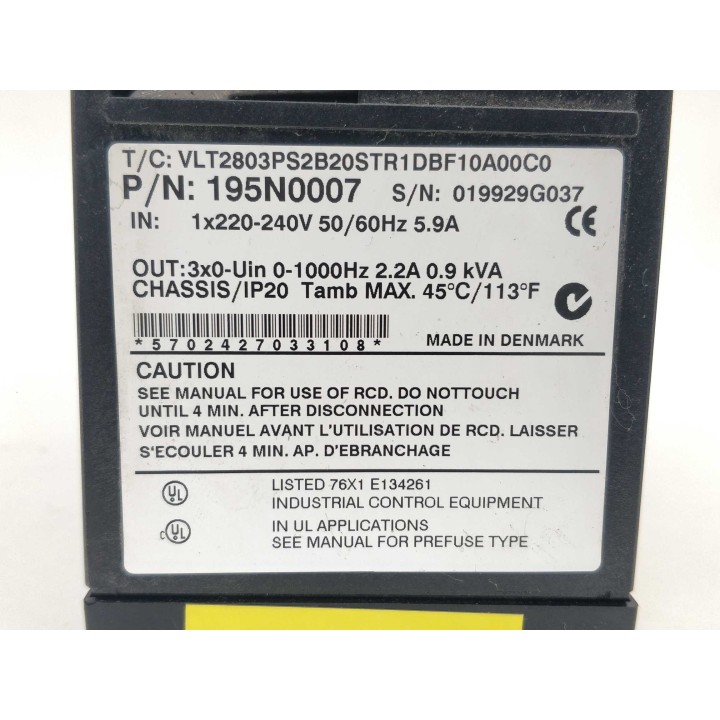 T/C: VLT2803PS2B20STR1DBF10A00C0
P/N: 195N0007 S/N: 019929G037
IN: 1x220-240V 50/60Hz 5.9A
CE
OUT:3x0-Uin 0-1000Hz 2.2A 0.9 kVA
CHASSIS/IP20 Tamb MAX. 45°C/113°F
*5702427033108*
MADE IN DENMARK
CAUTION
SEE MANUAL FOR USE OF RCD. DO NOTTOUCH
UNTIL 4 MIN. AFTER DISCONNECTION
VOIR MANUEL AVANT L'UTILISATION DE RCD. LAISSER
S'ECOULER 4 MIN. AP. D'EBRANCHAGE
UL LISTED 76X1 E134261
INDUSTRIAL CONTROL EQUIPMENT
c UL IN UL APPLICATIONS
SEE MANUAL FOR PREFUSE TYPE